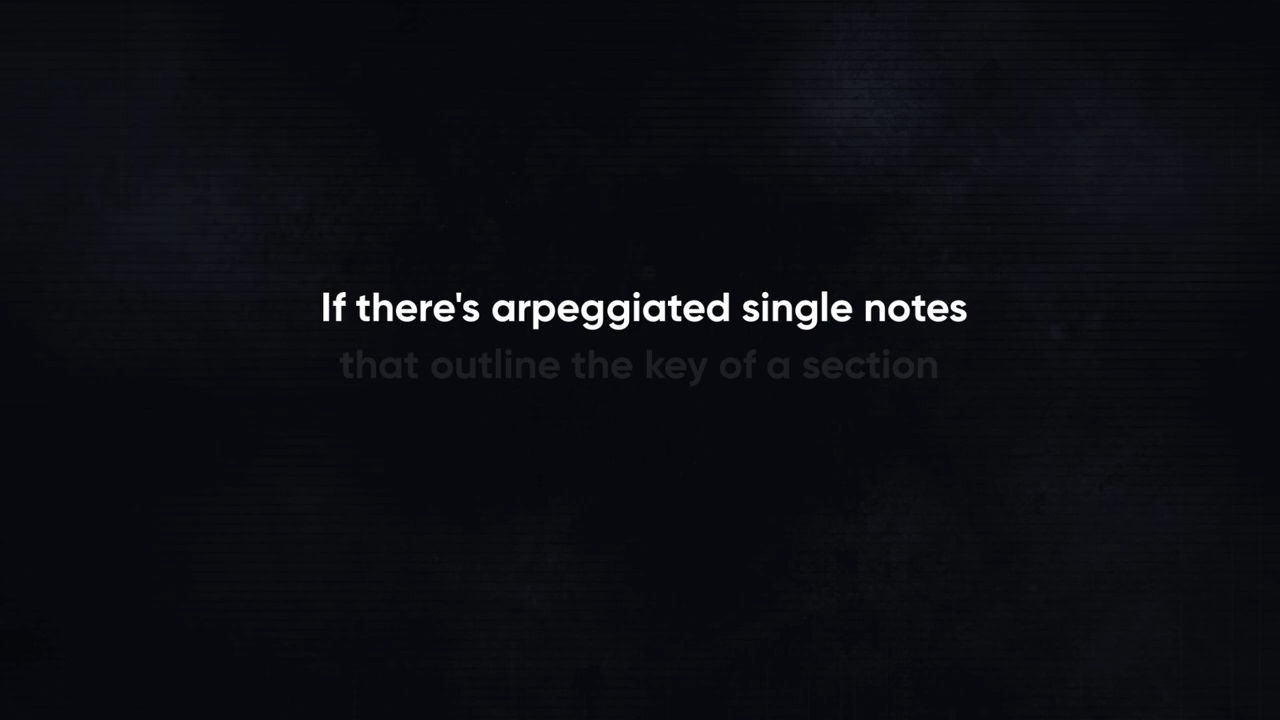 If there's arpeggiated single notes
that outline the key of a section